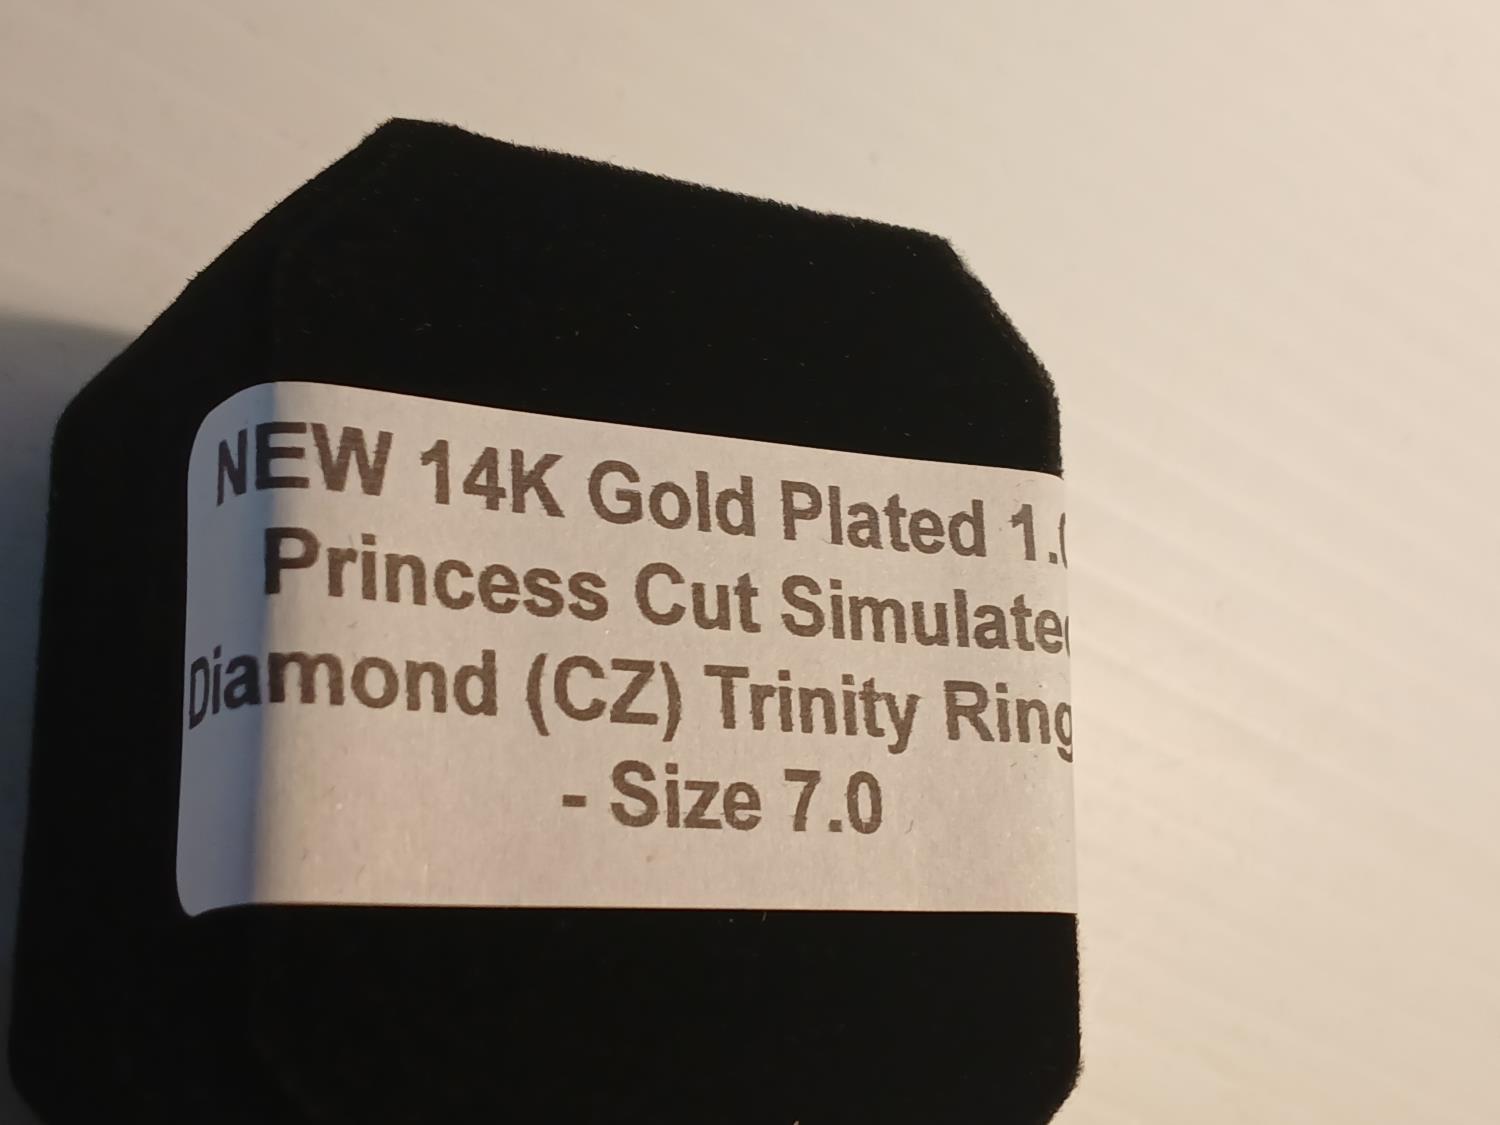 NEW 14K Gold Plated 1.
Princess Cut Simulate
Diamond (CZ) Trinity Ring
- Size 7.0